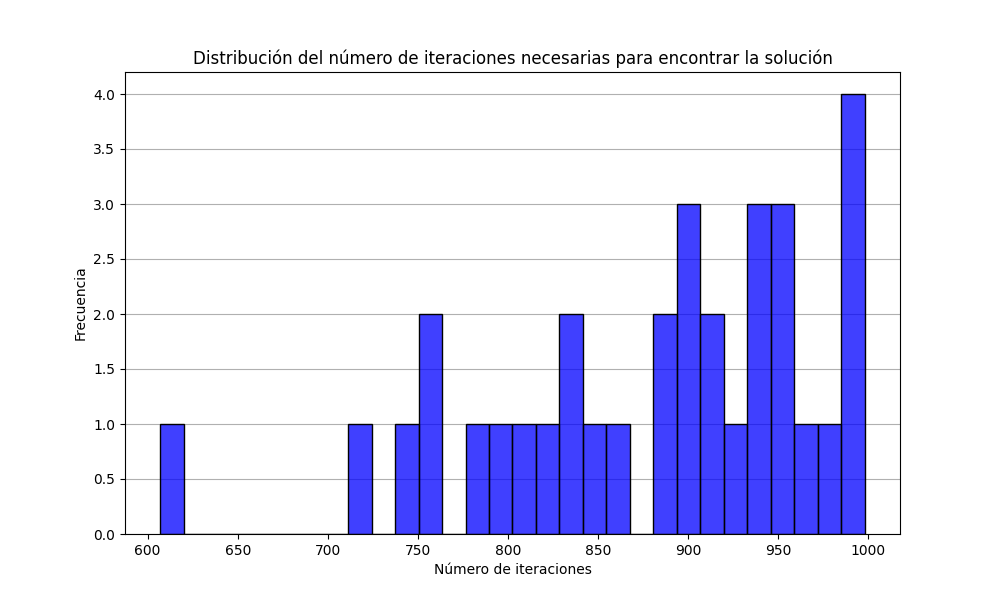 Distribución del número de iteraciones necesarias para encontrar la solución
4.0
3.5
3.0
2.5
2.0
1.5
1.0
0.5
0.0
Frecuencia
600 650 700 750 800 850 900 950 1000
Número de iteraciones